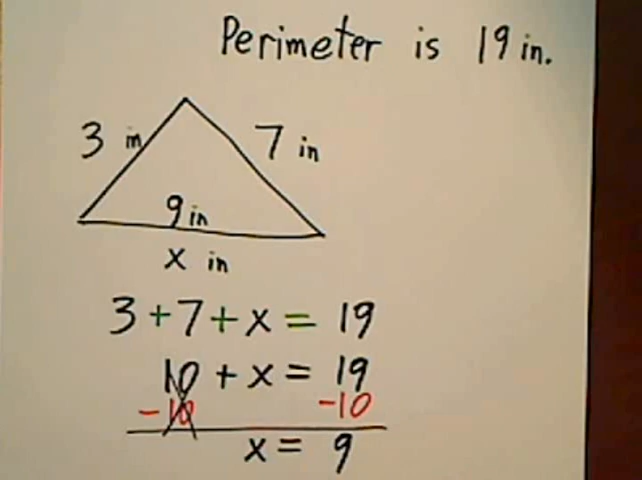 Perimeter is 19 in.
3 in
7 in
9 in
x in
3+7+x = 19
10 + x = 19
-10 -10
x = 9